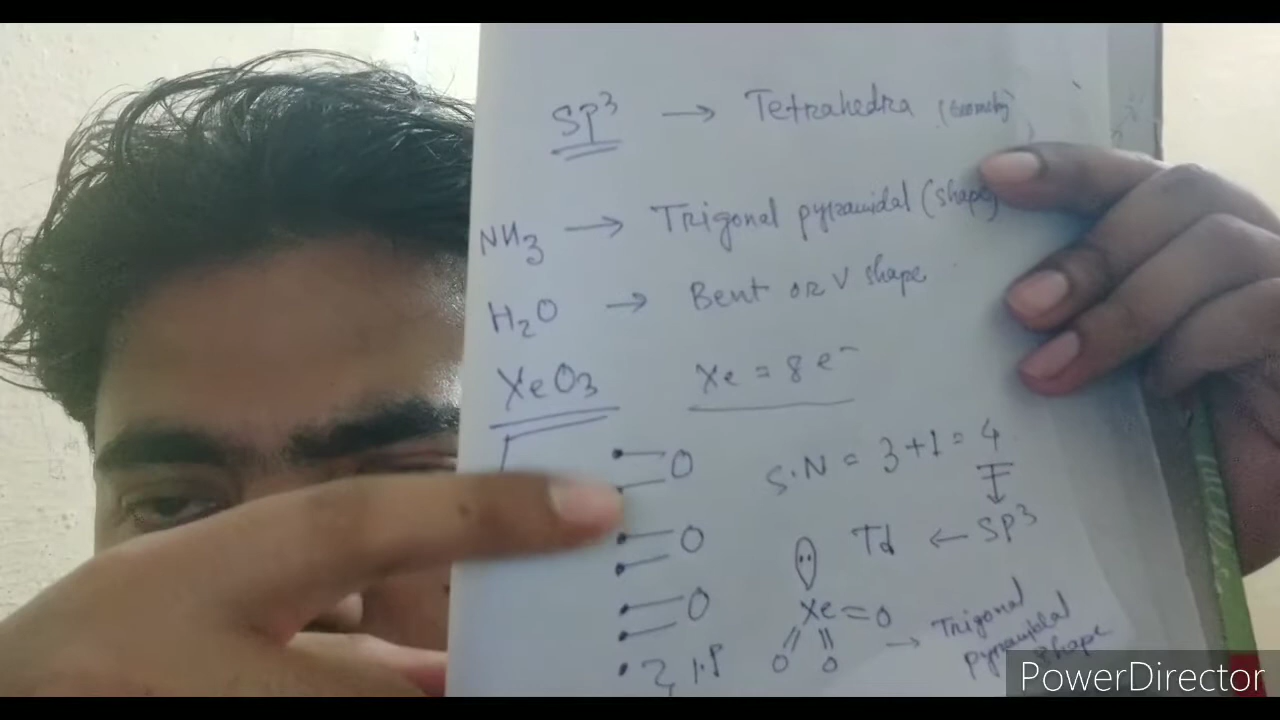 SP³ → Tetrahedra (Geometry)
NH₃ → Trigonal pyramidal (shape)
H₂O → Bent or V shape
XeO₃ Xe = 8 e⁻
O S.N = 3+1 = 4
O Td ← SP³
O Xe = O → Trigonal pyramidal shape
O O
l.p
PowerDirector